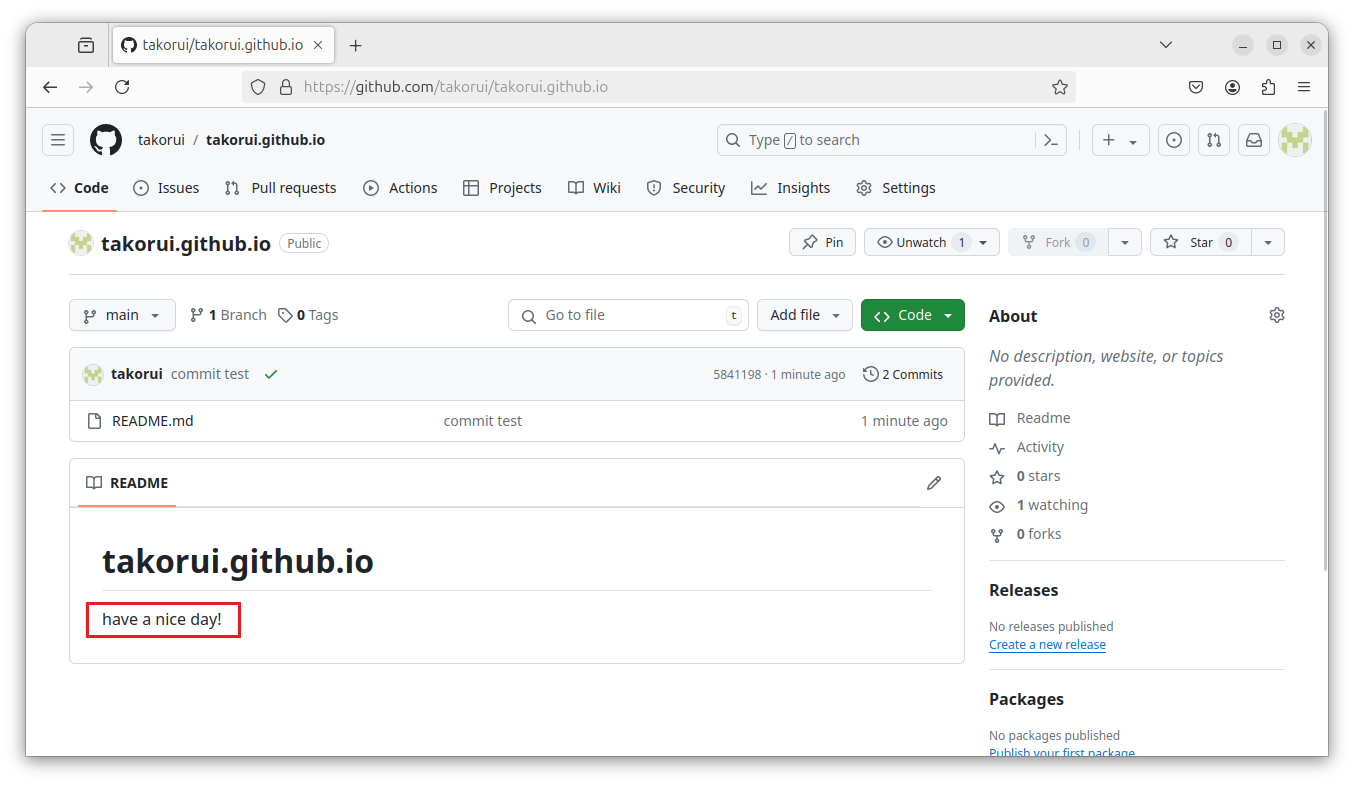 takorui/takorui.github.io
https://github.com/takorui/takorui.github.io
takorui / takorui.github.io
Type / to search
Code Issues Pull requests Actions Projects Wiki Security Insights Settings
takorui.github.io Public
Pin Unwatch 1 Fork 0 Star 0
main 1 Branch 0 Tags Go to file t Add file Code
takorui commit test 5841198 · 1 minute ago 2 Commits
README.md commit test 1 minute ago
README
takorui.github.io
have a nice day!
About
No description, website, or topics
provided.
Readme
Activity
0 stars
1 watching
0 forks
Releases
No releases published
Create a new release
Packages
No packages published
Publish your first package